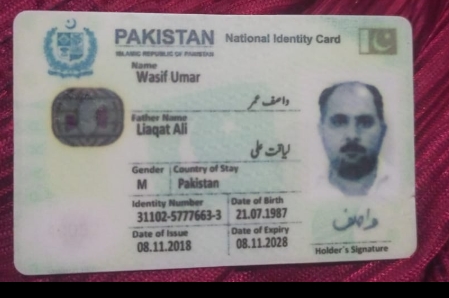 PAKISTAN National Identity Card
ISLAMIC REPUBLIC OF PAKISTAN
Name
Wasif Umar
واصف عمر
Father Name
Liaqat Ali
لیاقت علی
Gender Country of Stay
M Pakistan
Identity Number Date of Birth
31102-5777663-3 21.07.1987
Date of Issue Date of Expiry
08.11.2018 08.11.2028
واصف
Holder's Signature